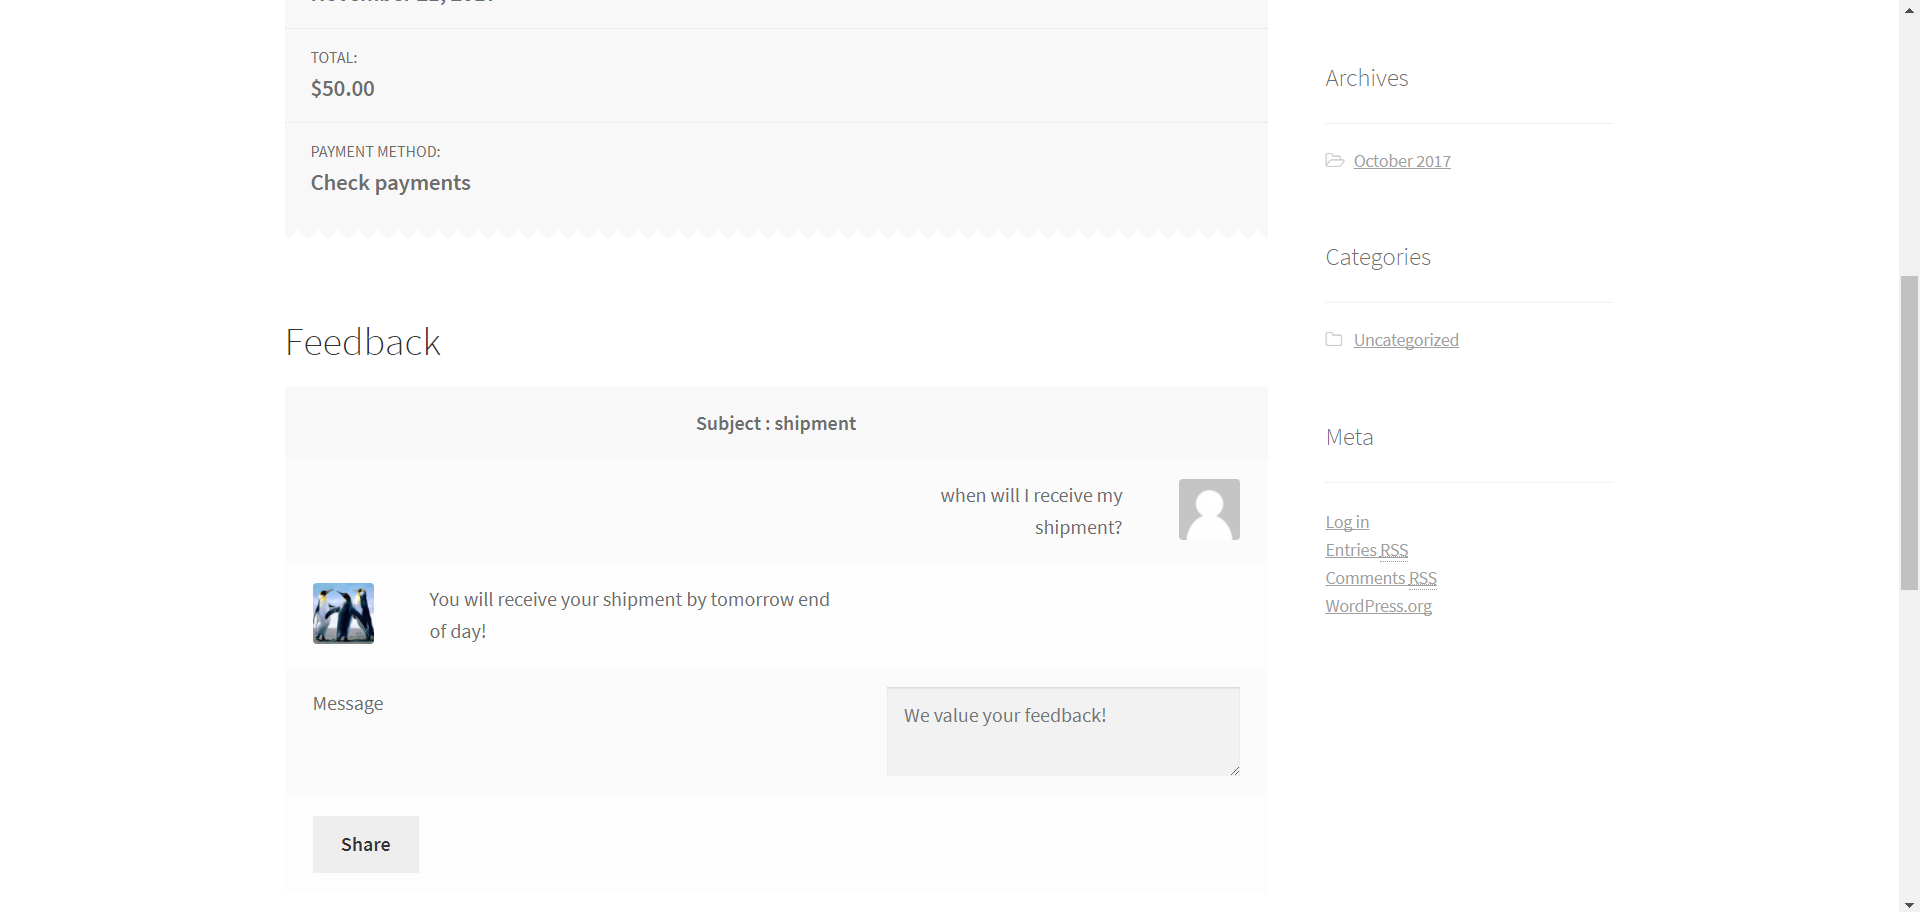 TOTAL:
$50.00
PAYMENT METHOD:
Check payments
Feedback
Subject : shipment
when will I receive my
shipment?
You will receive your shipment by tomorrow end
of day!
Message
We value your feedback!
Share
Archives
October 2017
Categories
Uncategorized
Meta
Log in
Entries RSS
Comments RSS
WordPress.org